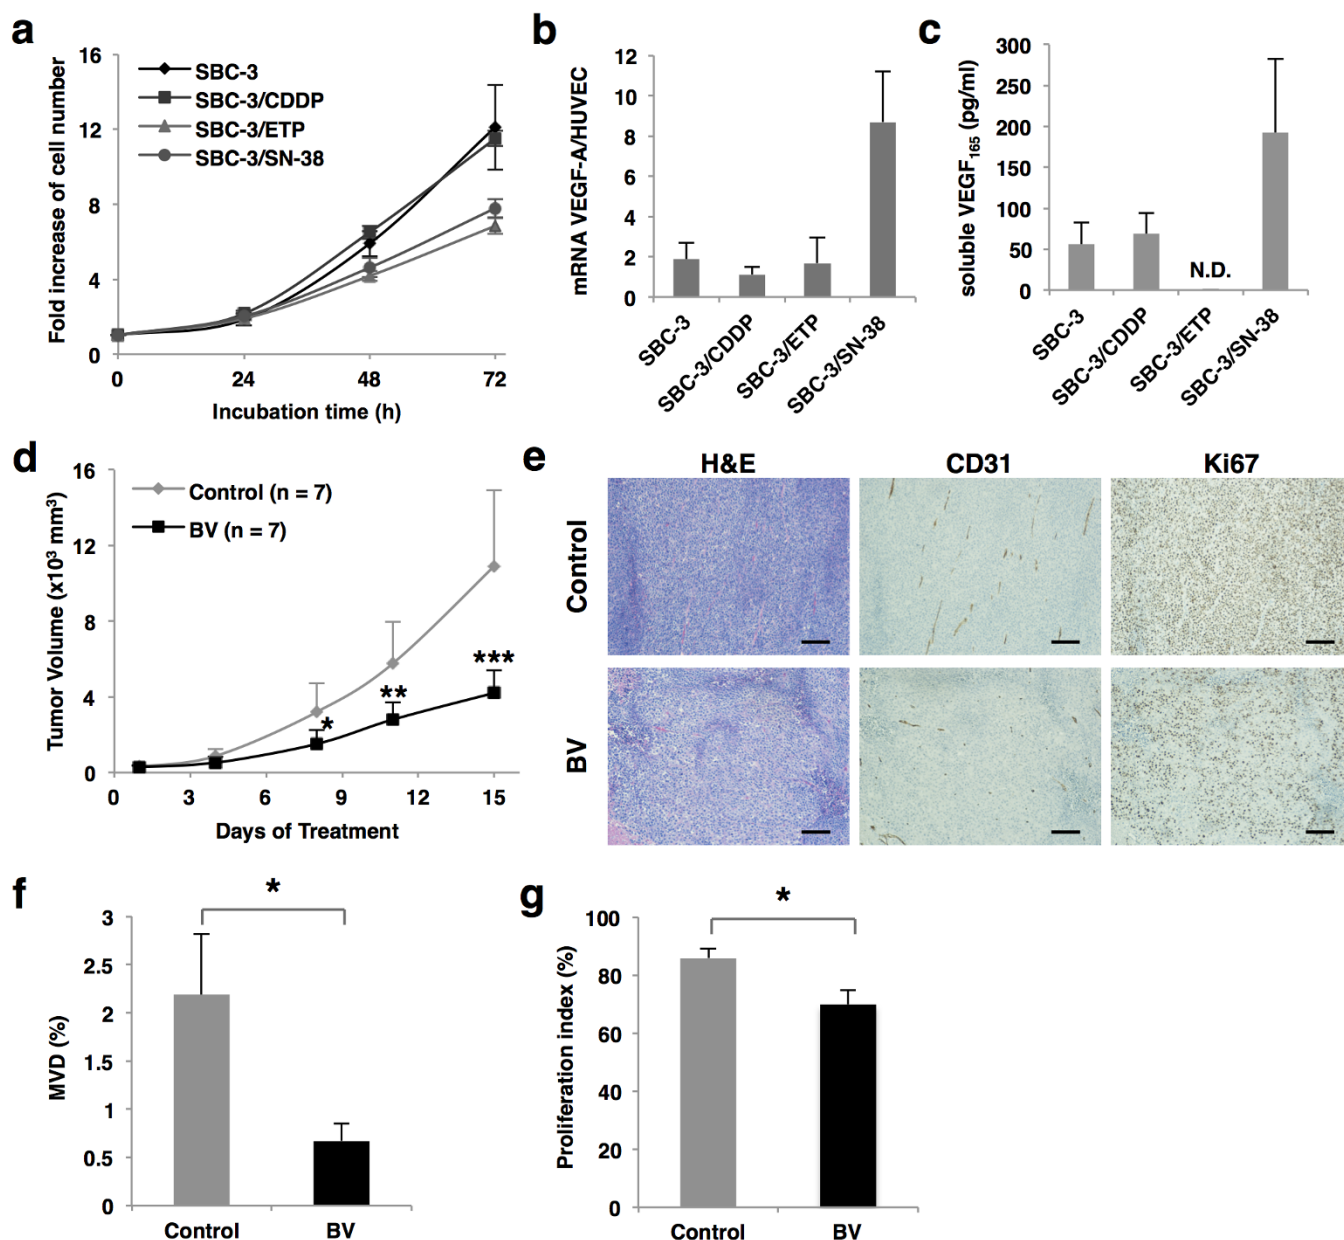 a
Fold increase of cell number
16
12
8
4
0
SBC-3
SBC-3/CDDP
SBC-3/ETP
SBC-3/SN-38
0 24 48 72
Incubation time (h)
b
mRNA VEGF-A/HUVEC
12
10
8
6
4
2
0
SBC-3
SBC-3/CDDP
SBC-3/ETP
SBC-3/SN-38
c
soluble VEGF₁₆₅ (pg/ml)
300
250
200
150
100
50
0
N.D.
SBC-3
SBC-3/CDDP
SBC-3/ETP
SBC-3/SN-38
d
Tumor Volume (x10³ mm³)
16
12
8
4
0
Control (n = 7)
BV (n = 7)
*
**
***
0 3 6 9 12 15
Days of Treatment
e
H&E CD31 Ki67
Control
BV
f
MVD (%)
3
2.5
2
1.5
1
0.5
0
*
Control BV
g
Proliferation index (%)
100
80
60
40
20
0
*
Control BV